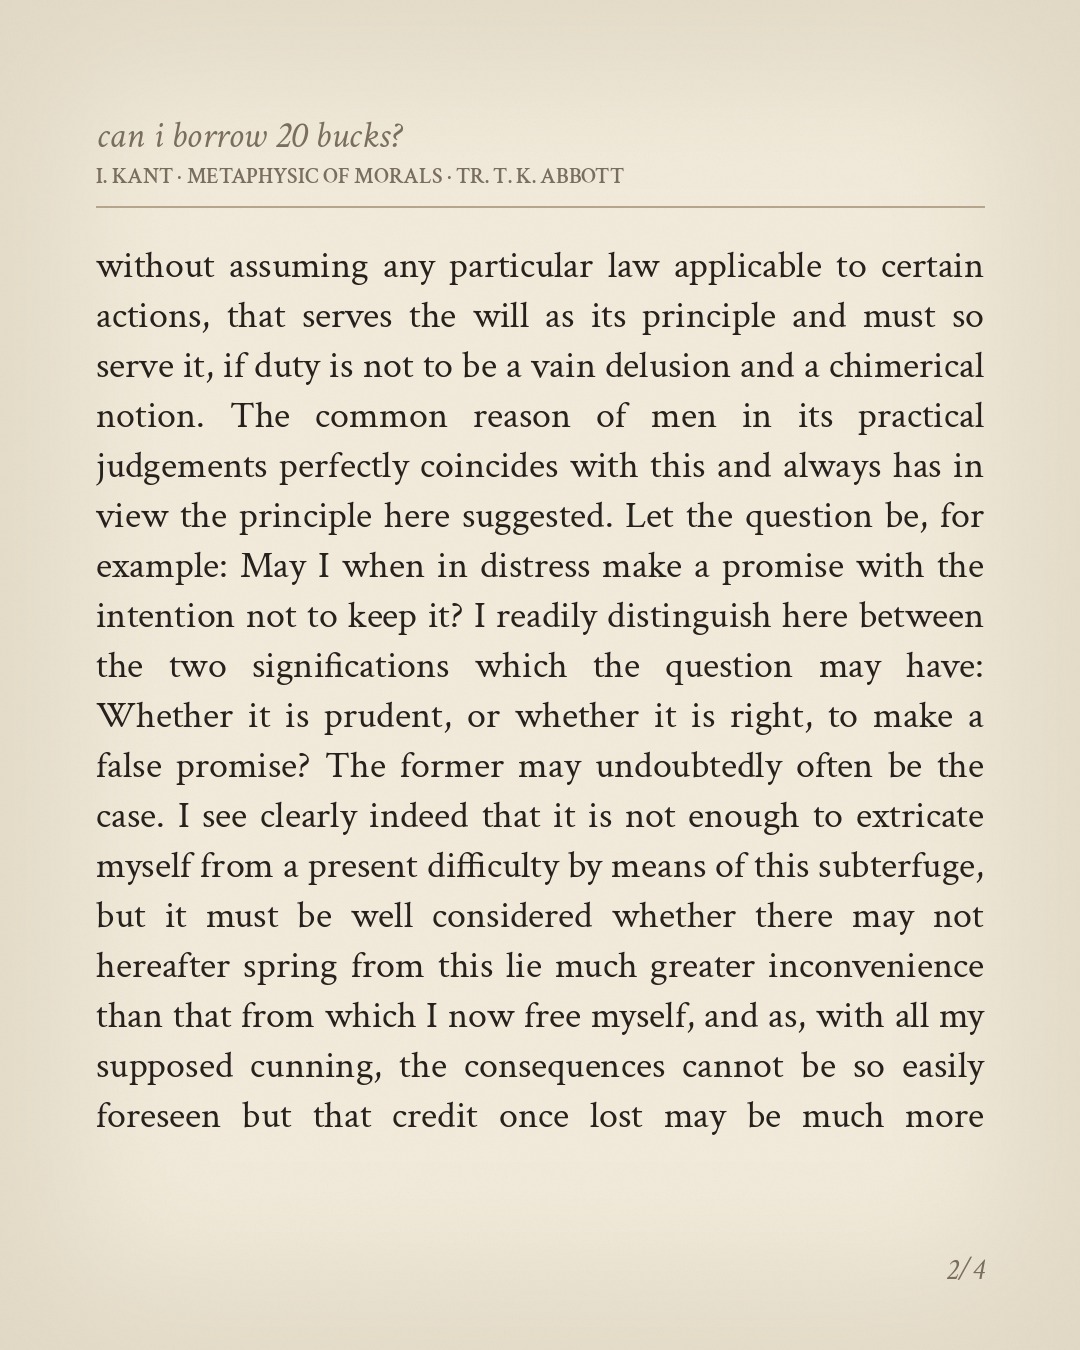 can i borrow 20 bucks?
I. KANT · METAPHYSIC OF MORALS · TR. T. K. ABBOTT
without assuming any particular law applicable to certain
actions, that serves the will as its principle and must so
serve it, if duty is not to be a vain delusion and a chimerical
notion. The common reason of men in its practical
judgements perfectly coincides with this and always has in
view the principle here suggested. Let the question be, for
example: May I when in distress make a promise with the
intention not to keep it? I readily distinguish here between
the two significations which the question may have:
Whether it is prudent, or whether it is right, to make a
false promise? The former may undoubtedly often be the
case. I see clearly indeed that it is not enough to extricate
myself from a present difficulty by means of this subterfuge,
but it must be well considered whether there may not
hereafter spring from this lie much greater inconvenience
than that from which I now free myself, and as, with all my
supposed cunning, the consequences cannot be so easily
foreseen but that credit once lost may be much more
2/4